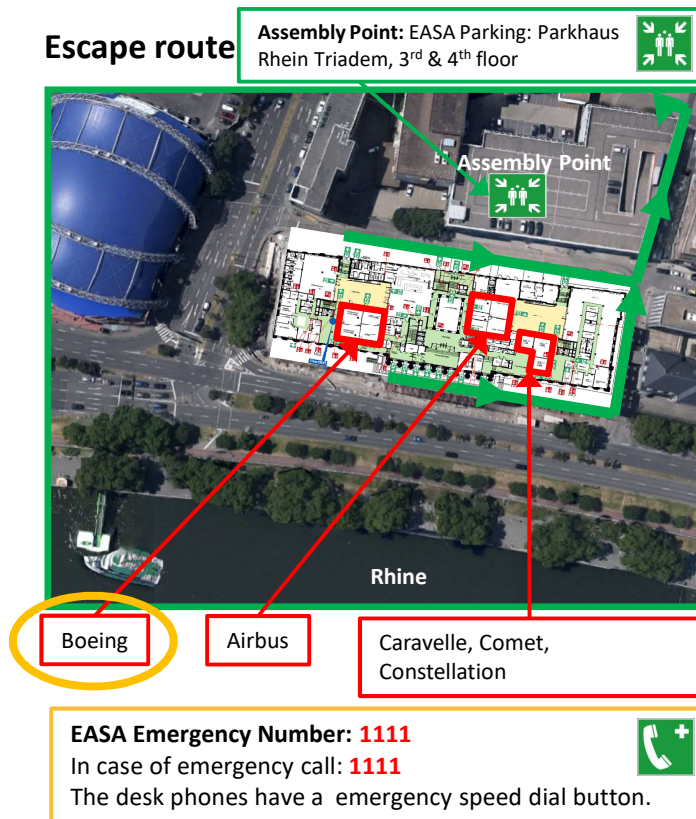 Escape route
Assembly Point: EASA Parking: Parkhaus
Rhein Triadem, 3rd & 4th floor
Assembly Point
Rhine
Boeing
Airbus
Caravelle, Comet,
Constellation
EASA Emergency Number: 1111
In case of emergency call: 1111
The desk phones have a  emergency speed dial button.